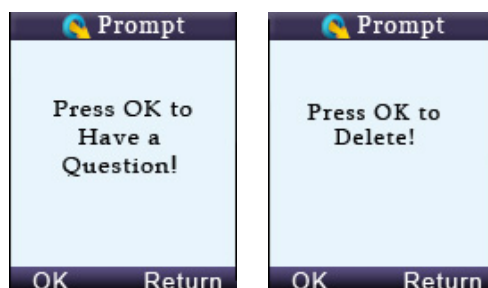 Prompt
Press OK to
Have a
Question!
OK Return
Prompt
Press OK to
Delete!
OK Return